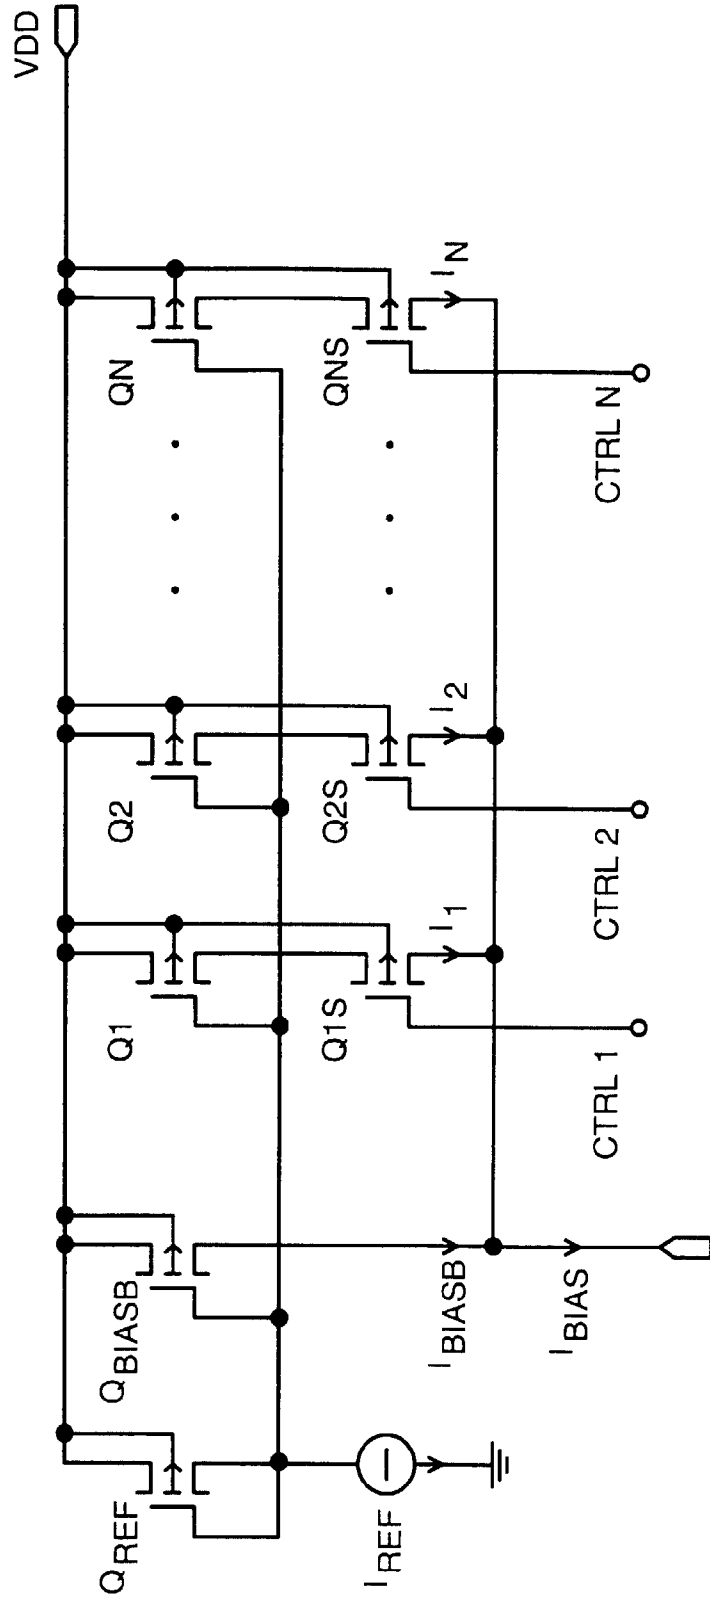 VDD
QREF
QBIASB
Q1
Q2
QN
Q1S
Q2S
QNS
IREF
IBIASB
I1
I2
IN
IBIAS
CTRL 1
CTRL 2
CTRL N